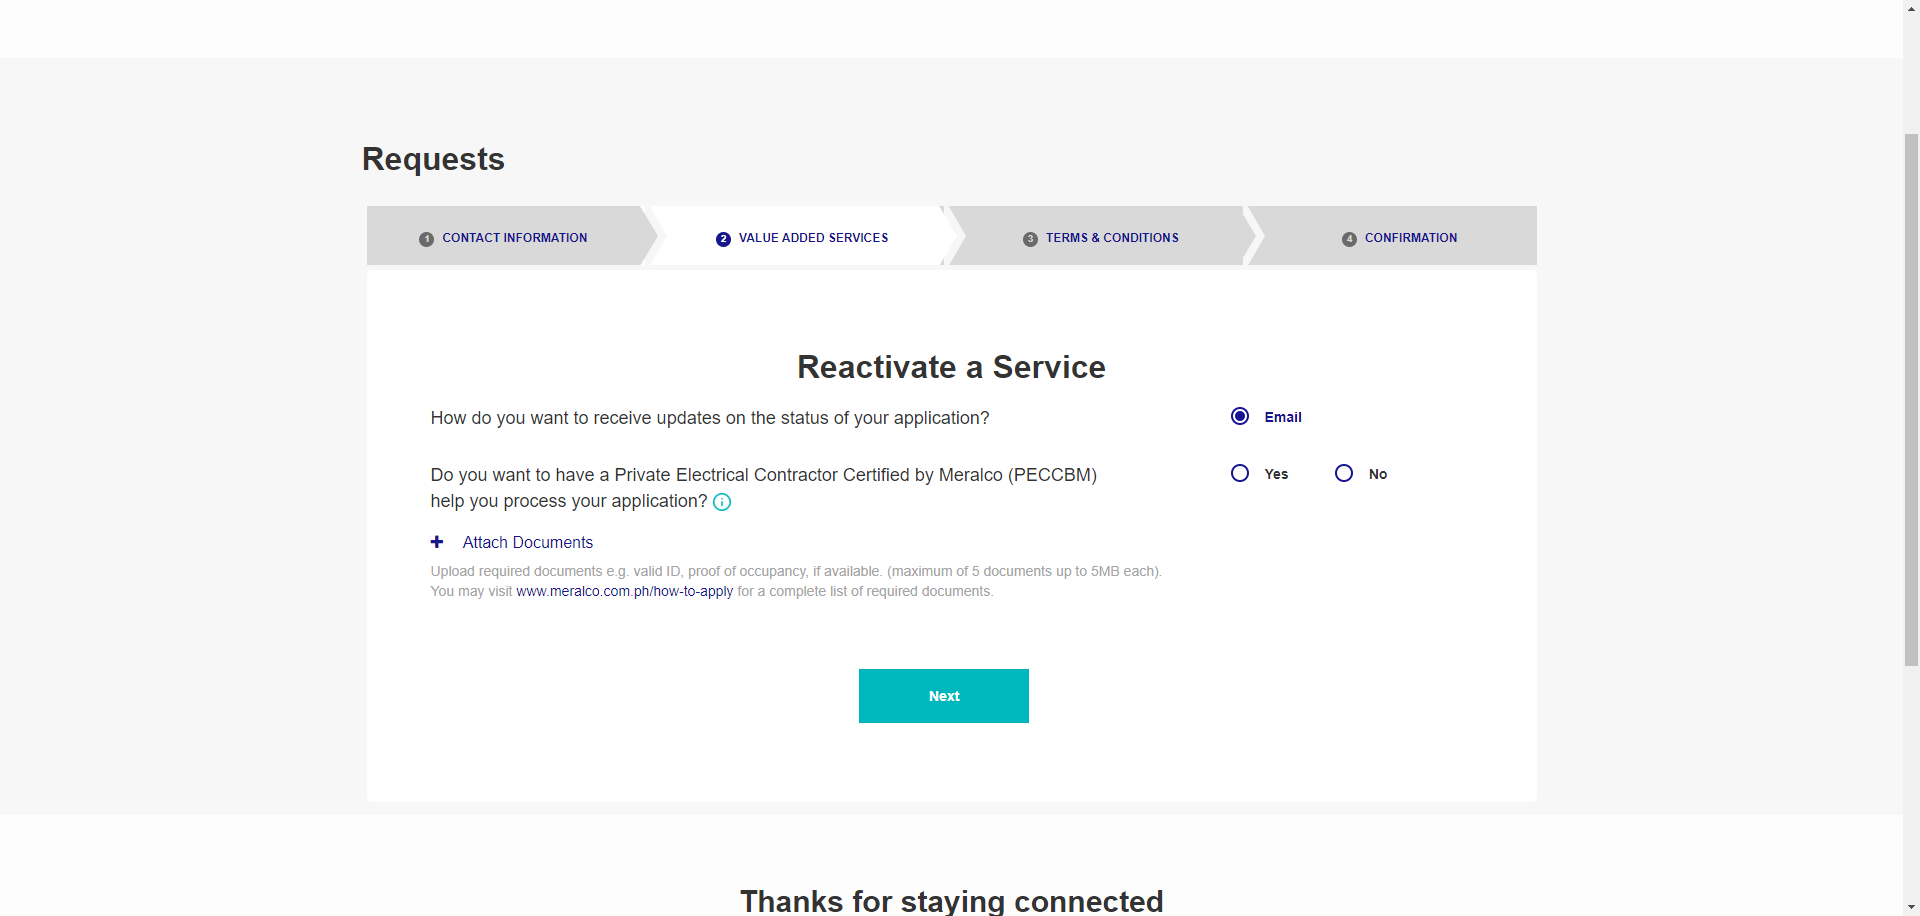 Requests
1 CONTACT INFORMATION
2 VALUE ADDED SERVICES
3 TERMS & CONDITIONS
4 CONFIRMATION
Reactivate a Service
How do you want to receive updates on the status of your application?
Email
Do you want to have a Private Electrical Contractor Certified by Meralco (PECCBM)
help you process your application?
Yes
No
+ Attach Documents
Upload required documents e.g. valid ID, proof of occupancy, if available. (maximum of 5 documents up to 5MB each).
You may visit www.meralco.com.ph/how-to-apply for a complete list of required documents.
Next
Thanks for staying connected